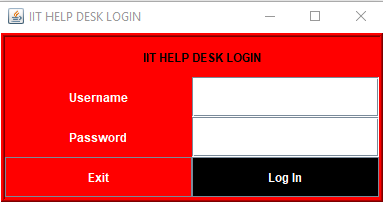 IIT HELP DESK LOGIN
IIT HELP DESK LOGIN
Username
Password
Exit
Log In